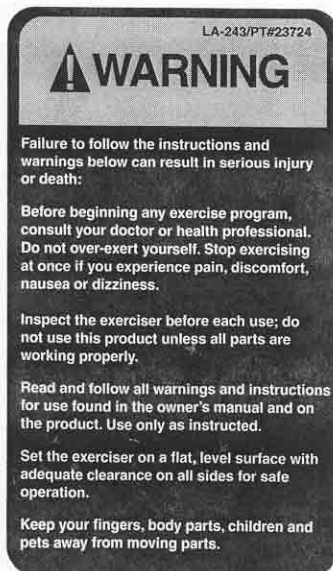 LA-243/PT#23724
WARNING
Failure to follow the instructions and
warnings below can result in serious injury
or death:
Before beginning any exercise program,
consult your doctor or health professional.
Do not over-exert yourself. Stop exercising
at once if you experience pain, discomfort,
nausea or dizziness.
Inspect the exerciser before each use; do
not use this product unless all parts are
working properly.
Read and follow all warnings and instructions
for use found in the owner's manual and on
the product. Use only as instructed.
Set the exerciser on a flat, level surface with
adequate clearance on all sides for safe
operation.
Keep your fingers, body parts, children and
pets away from moving parts.